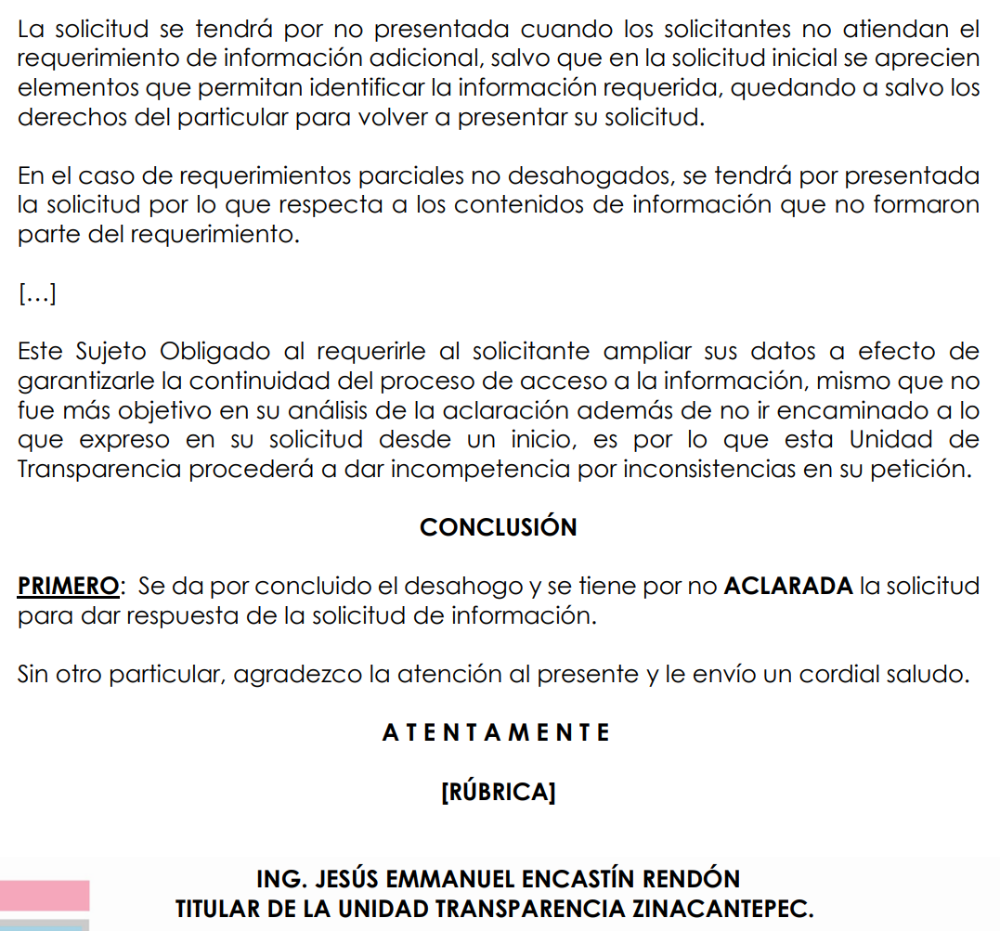 La solicitud se tendrá por no presentada cuando los solicitantes no atiendan el
requerimiento de información adicional, salvo que en la solicitud inicial se aprecien
elementos que permitan identificar la información requerida, quedando a salvo los
derechos del particular para volver a presentar su solicitud.
En el caso de requerimientos parciales no desahogados, se tendrá por presentada
la solicitud por lo que respecta a los contenidos de información que no formaron
parte del requerimiento.
[…]
Este Sujeto Obligado al requerirle al solicitante ampliar sus datos a efecto de
garantizarle la continuidad del proceso de acceso a la información, mismo que no
fue más objetivo en su análisis de la aclaración además de no ir encaminado a lo
que expreso en su solicitud desde un inicio, es por lo que esta Unidad de
Transparencia procederá a dar incompetencia por inconsistencias en su petición.
CONCLUSIÓN
PRIMERO: Se da por concluido el desahogo y se tiene por no ACLARADA la solicitud
para dar respuesta de la solicitud de información.
Sin otro particular, agradezco la atención al presente y le envío un cordial saludo.
A T E N T A M E N T E
[RÚBRICA]
ING. JESÚS EMMANUEL ENCASTÍN RENDÓN
TITULAR DE LA UNIDAD TRANSPARENCIA ZINACANTEPEC.